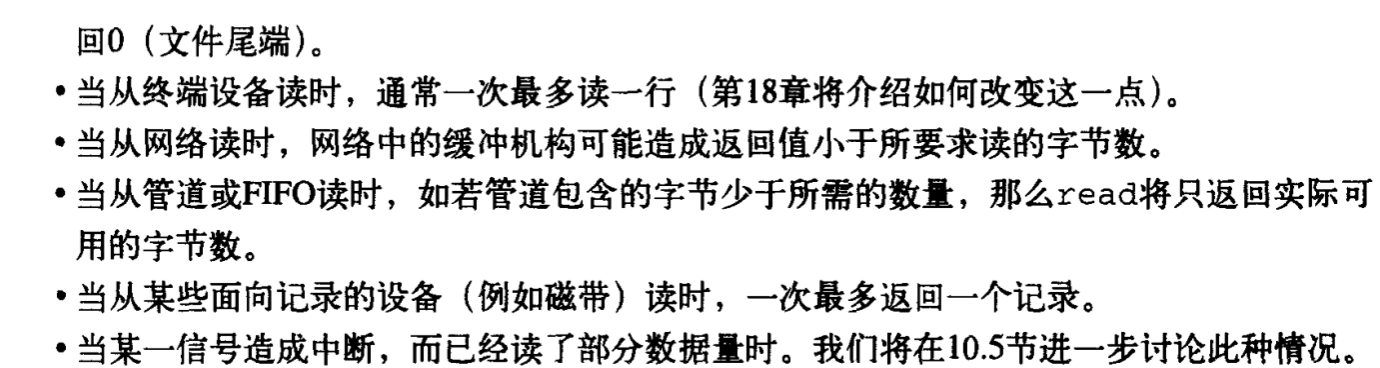 回0（文件尾端）。
•当从终端设备读时，通常一次最多读一行（第18章将介绍如何改变这一点）。
•当从网络读时，网络中的缓冲机构可能造成返回值小于所要求读的字节数。
•当从管道或FIFO读时，如若管道包含的字节少于所需的数量，那么read将只返回实际可
用的字节数。
•当从某些面向记录的设备（例如磁带）读时，一次最多返回一个记录。
•当某一信号造成中断，而已经读了部分数据量时。我们将在10.5节进一步讨论此种情况。